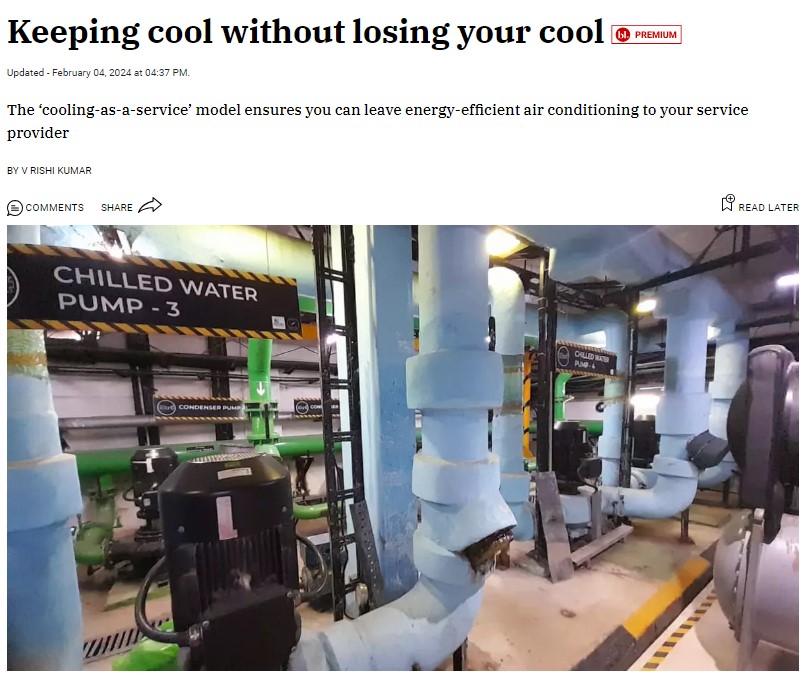 Keeping cool without losing your cool bl. PREMIUM
Updated - February 04, 2024 at 04:37 PM.
The ‘cooling-as-a-service’ model ensures you can leave energy-efficient air conditioning to your service
provider
BY V RISHI KUMAR
COMMENTS SHARE READ LATER
CHILLED WATER
PUMP - 3
CHILLED WATER
PUMP - 4
CONDENSER PUMP